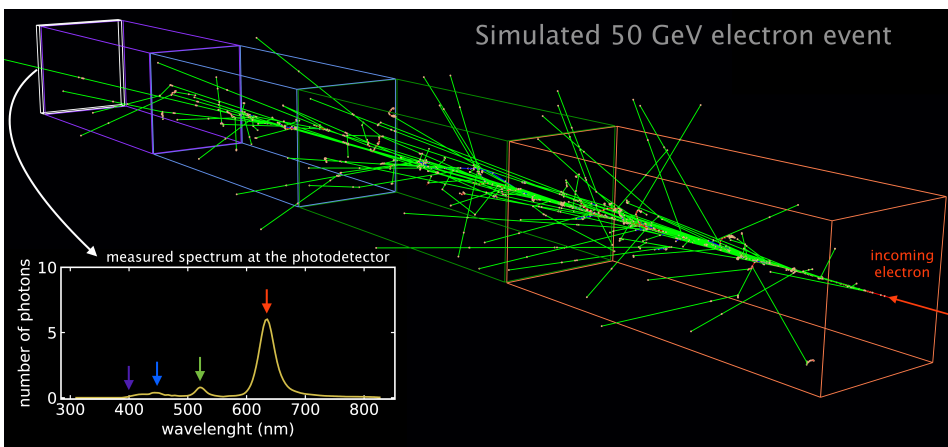 Simulated 50 GeV electron event
incoming
electron
measured spectrum at the photodetector
number of photons
10
5
0
300 400 500 600 700 800
wavelenght (nm)